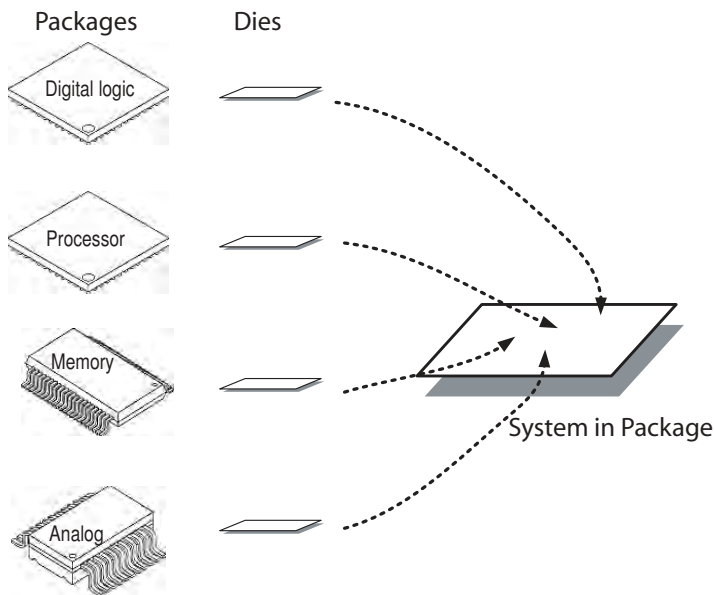 Packages
Dies
Digital logic
Processor
Memory
System in Package
Analog